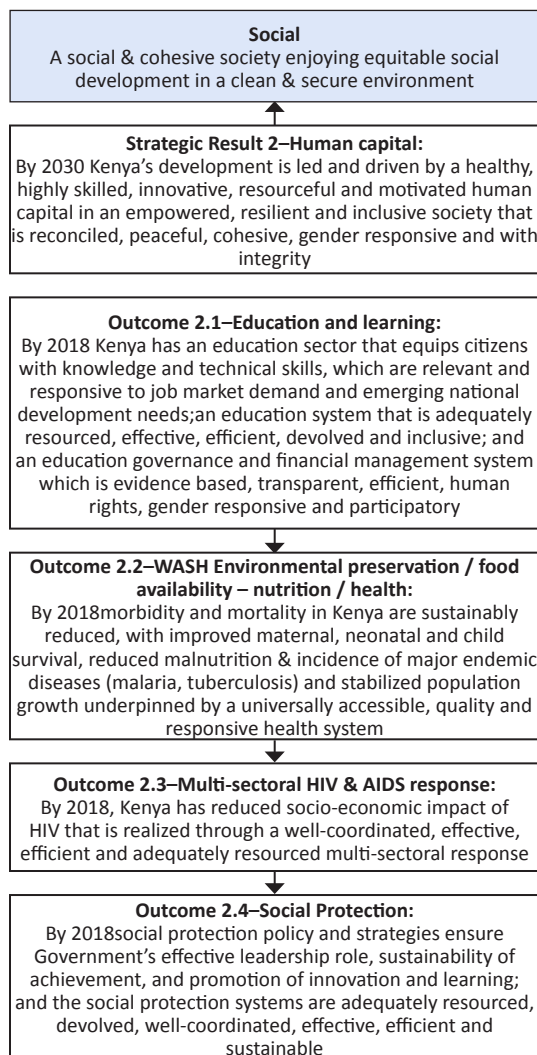 Social
A social & cohesive society enjoying equitable social
development in a clean & secure environment
Strategic Result 2–Human capital:
By 2030 Kenya's development is led and driven by a healthy,
highly skilled, innovative, resourceful and motivated human
capital in an empowered, resilient and inclusive society that
is reconciled, peaceful, cohesive, gender responsive and with
integrity
Outcome 2.1–Education and learning:
By 2018 Kenya has an education sector that equips citizens
with knowledge and technical skills, which are relevant and
responsive to job market demand and emerging national
development needs;an education system that is adequately
resourced, effective, efficient, devolved and inclusive; and
an education governance and financial management system
which is evidence based, transparent, efficient, human
rights, gender responsive and participatory
Outcome 2.2–WASH Environmental preservation / food
availability – nutrition / health:
By 2018morbidity and mortality in Kenya are sustainably
reduced, with improved maternal, neonatal and child
survival, reduced malnutrition & incidence of major endemic
diseases (malaria, tuberculosis) and stabilized population
growth underpinned by a universally accessible, quality and
responsive health system
Outcome 2.3–Multi-sectoral HIV & AIDS response:
By 2018, Kenya has reduced socio-economic impact of
HIV that is realized through a well-coordinated, effective,
efficient and adequately resourced multi-sectoral response
Outcome 2.4–Social Protection:
By 2018social protection policy and strategies ensure
Government's effective leadership role, sustainability of
achievement, and promotion of innovation and learning;
and the social protection systems are adequately resourced,
devolved, well-coordinated, effective, efficient and
sustainable